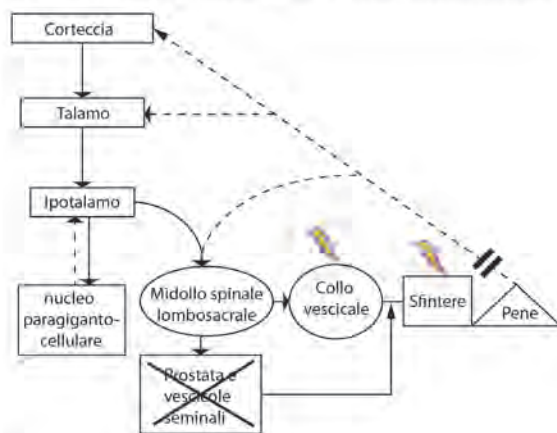 Corteccia
Talamo
Ipotalamo
nucleo
paragiganto-
cellulare
Midollo spinale
lombosacrale
Collo
vescicale
Sfintere
Pene
Prostata e
vescicole
seminali